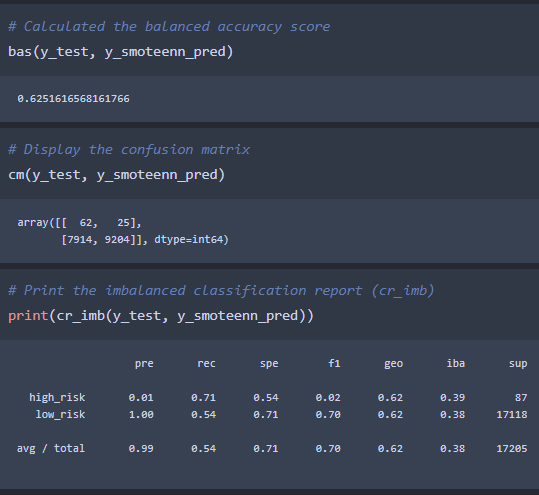 # Calculated the balanced accuracy score
bas(y_test, y_smoteenn_pred)
0.6251616568161766
# Display the confusion matrix
cm(y_test, y_smoteenn_pred)
array([[  62,   25],
       [7914, 9204]], dtype=int64)
# Print the imbalanced classification report (cr_imb)
print(cr_imb(y_test, y_smoteenn_pred))
pre rec spe f1 geo iba sup
high_risk 0.01 0.71 0.54 0.02 0.62 0.39 87
low_risk 1.00 0.54 0.71 0.70 0.62 0.38 17118
avg / total 0.99 0.54 0.71 0.70 0.62 0.38 17205